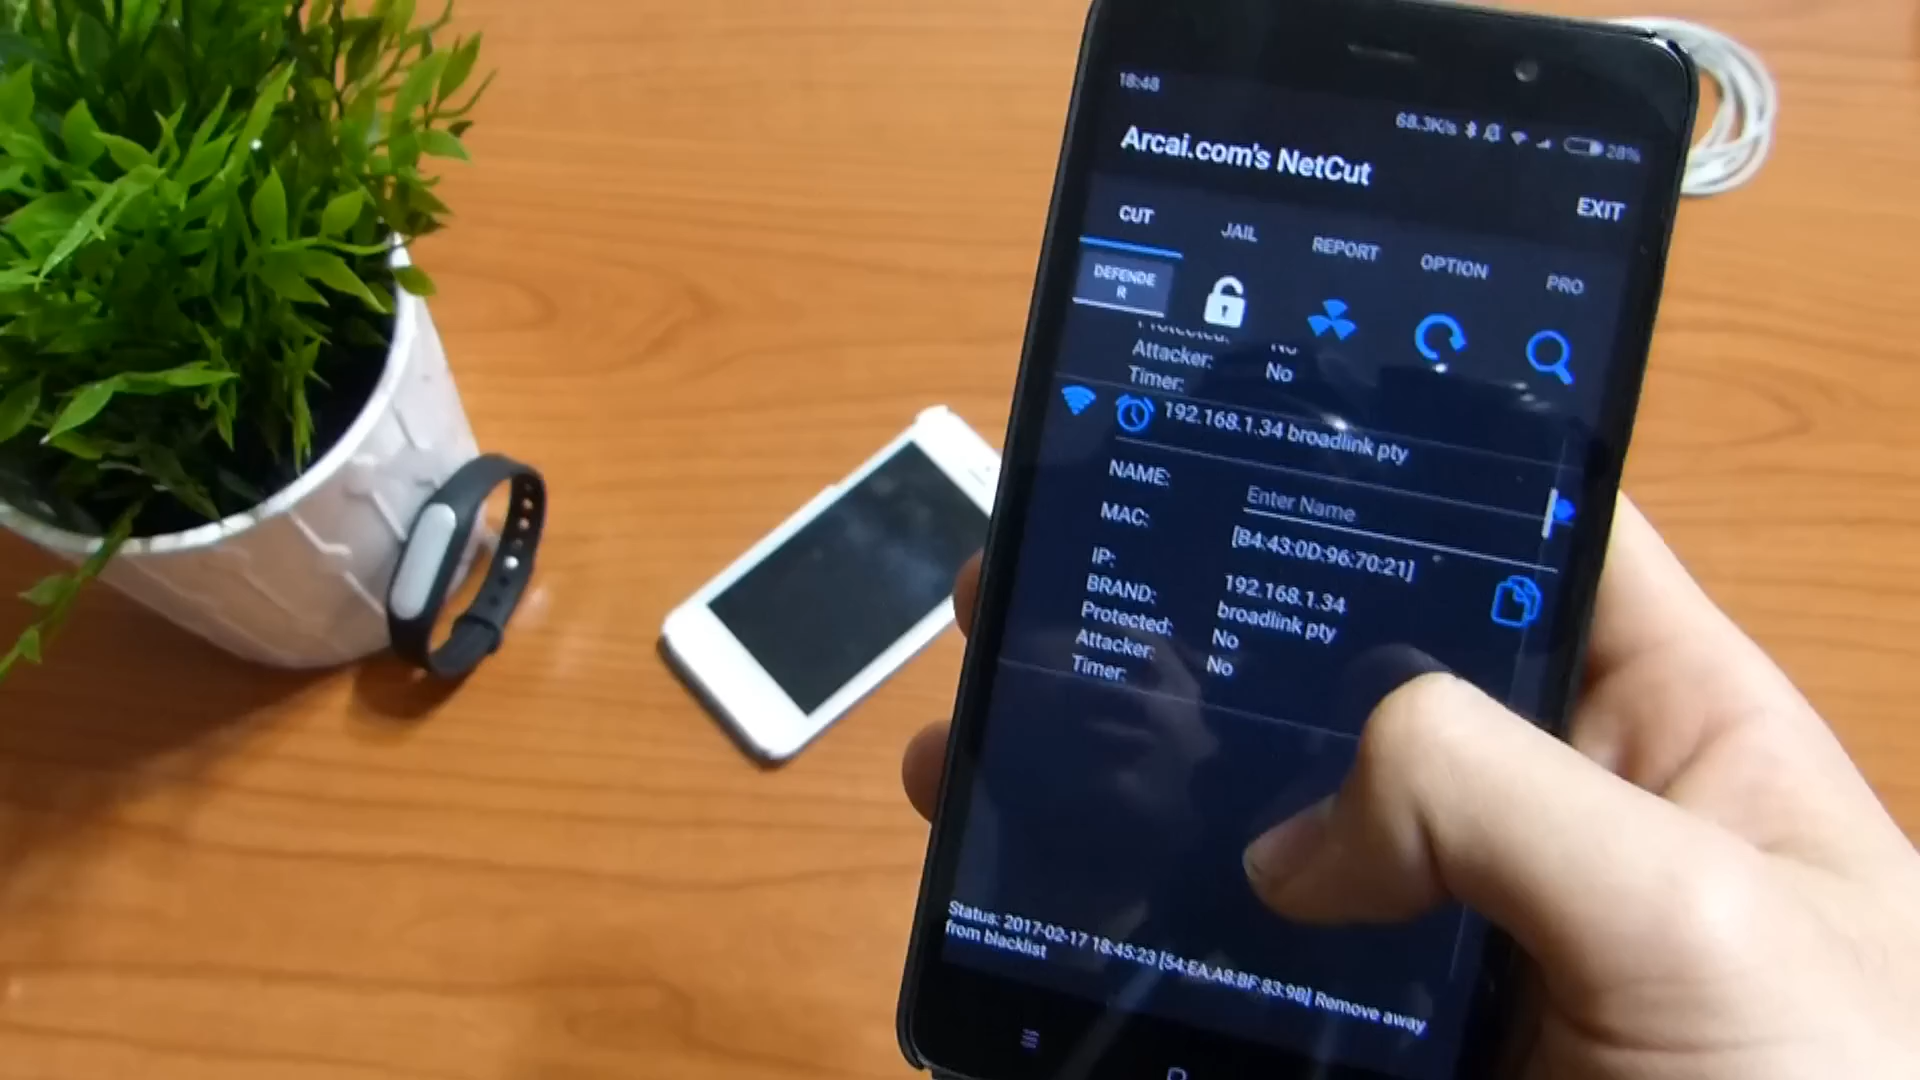 18:48
68.3K/s 28%
Arcai.com's NetCut
EXIT
CUT JAIL REPORT OPTION PRO
DEFENDE
R
Protected: No
Attacker: No
Timer:
192.168.1.34 broadlink pty
NAME: Enter Name
MAC: [B4:43:0D:96:70:21]
IP: 192.168.1.34
BRAND: broadlink pty
Protected: No
Attacker: No
Timer:
Status: 2017-02-17 18:45:23 [54:EA:A8:BF:83:9B] Remove away
from blacklist